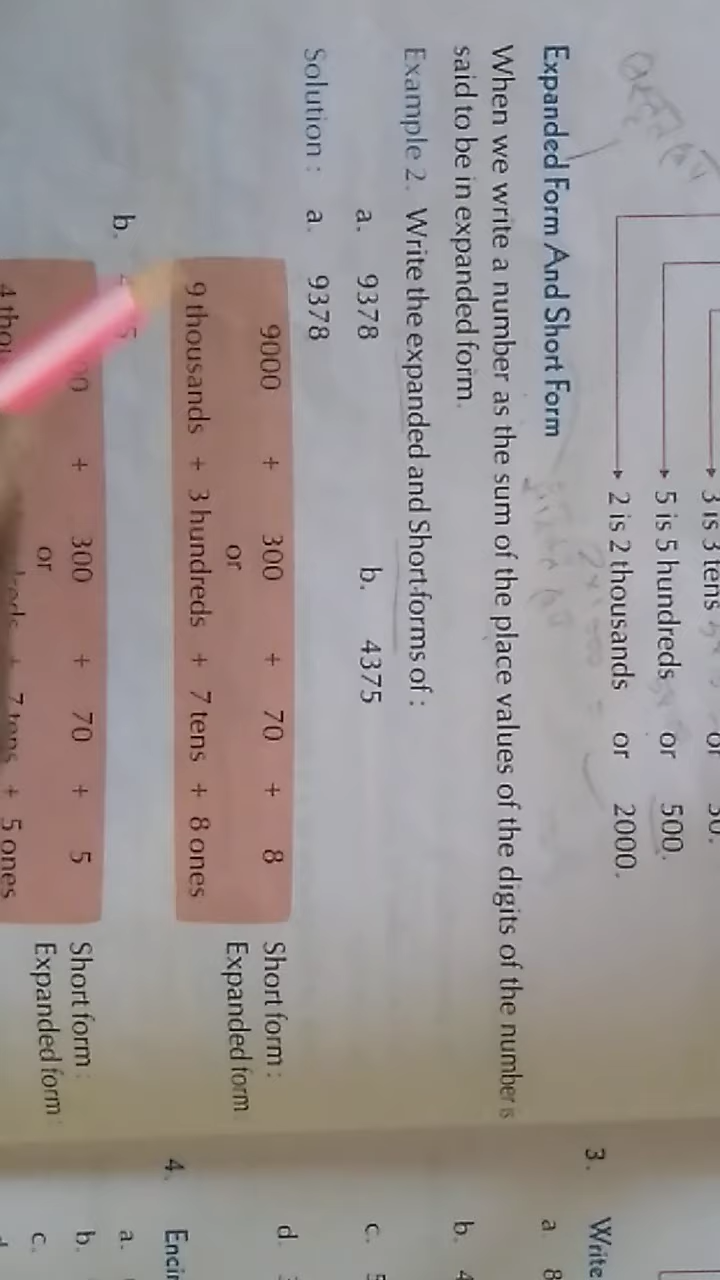 3 is 3 tens
5 is 5 hundreds or 500.
2 is 2 thousands or 2000.
Expanded Form And Short Form
When we write a number as the sum of the place values of the digits of the number is
said to be in expanded form.
Example 2. Write the expanded and Short-forms of :
a. 9378 b. 4375
Solution : a. 9378
9000 + 300 + 70 + 8 Short form :
or Expanded form
9 thousands + 3 hundreds + 7 tens + 8 ones
b.
+ 300 + 70 + 5 Short form :
or Expanded form :
7 tens + 5 ones
3. Write
a. 8
b. 4
c. 5
d.
4.
a.
b.
c.